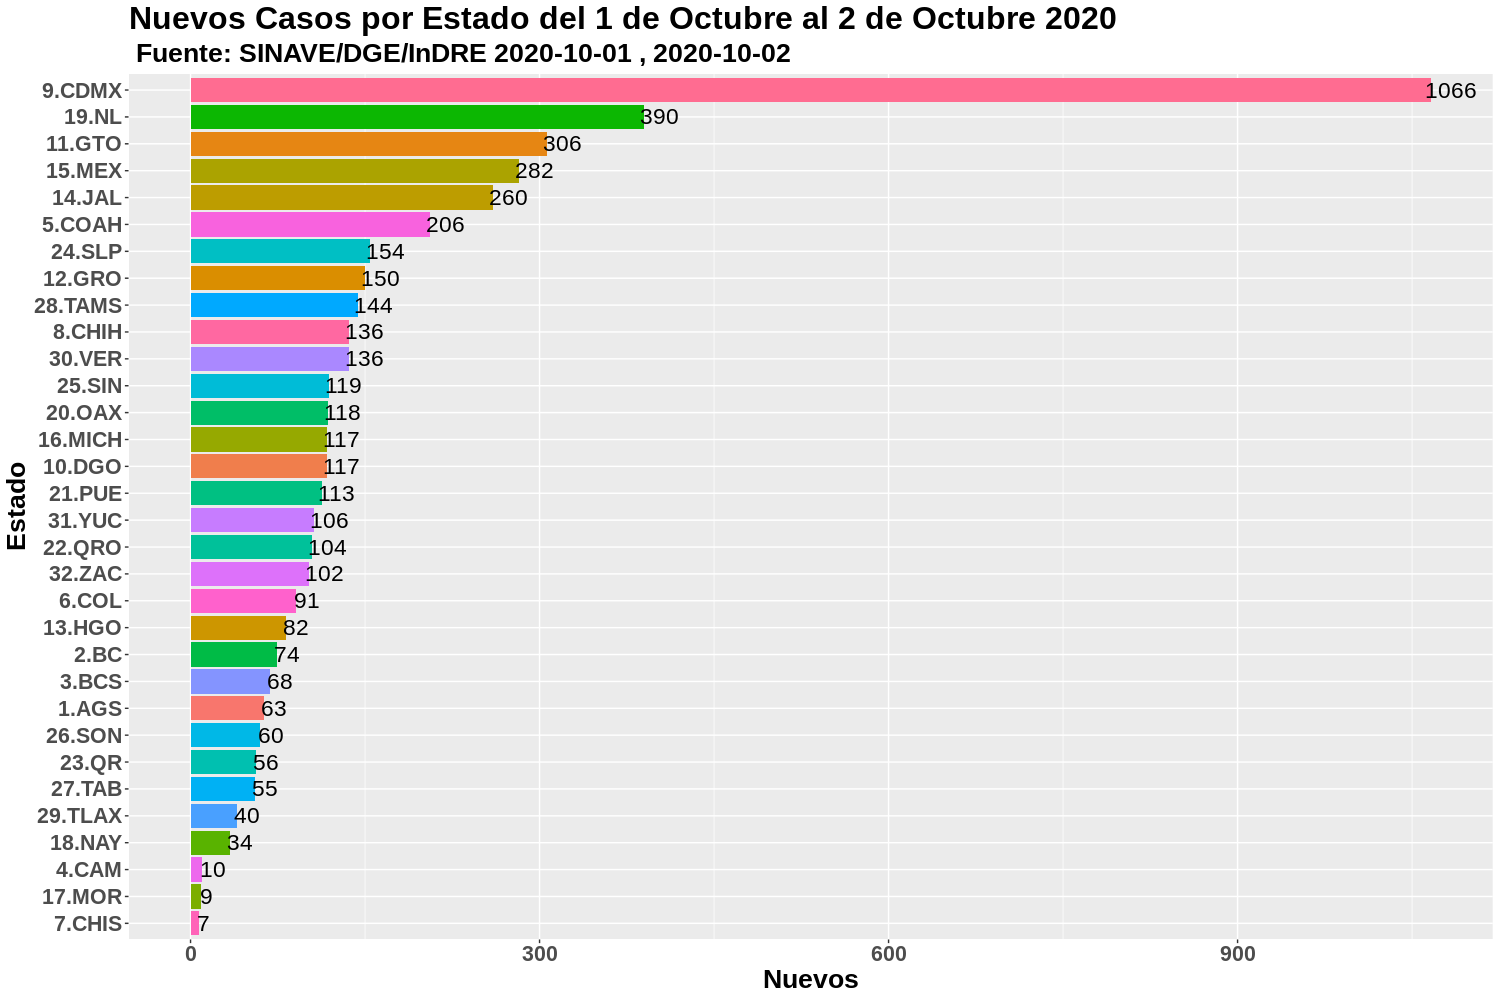 Nuevos Casos por Estado del 1 de Octubre al 2 de Octubre 2020
Fuente: SINAVE/DGE/InDRE 2020-10-01 , 2020-10-02
9.CDMX 1066
19.NL 390
11.GTO 306
15.MEX 282
14.JAL 260
5.COAH 206
24.SLP 154
12.GRO 150
28.TAMS 144
8.CHIH 136
30.VER 136
25.SIN 119
20.OAX 118
16.MICH 117
10.DGO 117
21.PUE 113
31.YUC 106
22.QRO 104
32.ZAC 102
6.COL 91
13.HGO 82
2.BC 74
3.BCS 68
1.AGS 63
26.SON 60
23.QR 56
27.TAB 55
29.TLAX 40
18.NAY 34
4.CAM 10
17.MOR 9
7.CHIS 7
Estado
0 300 600 900
Nuevos